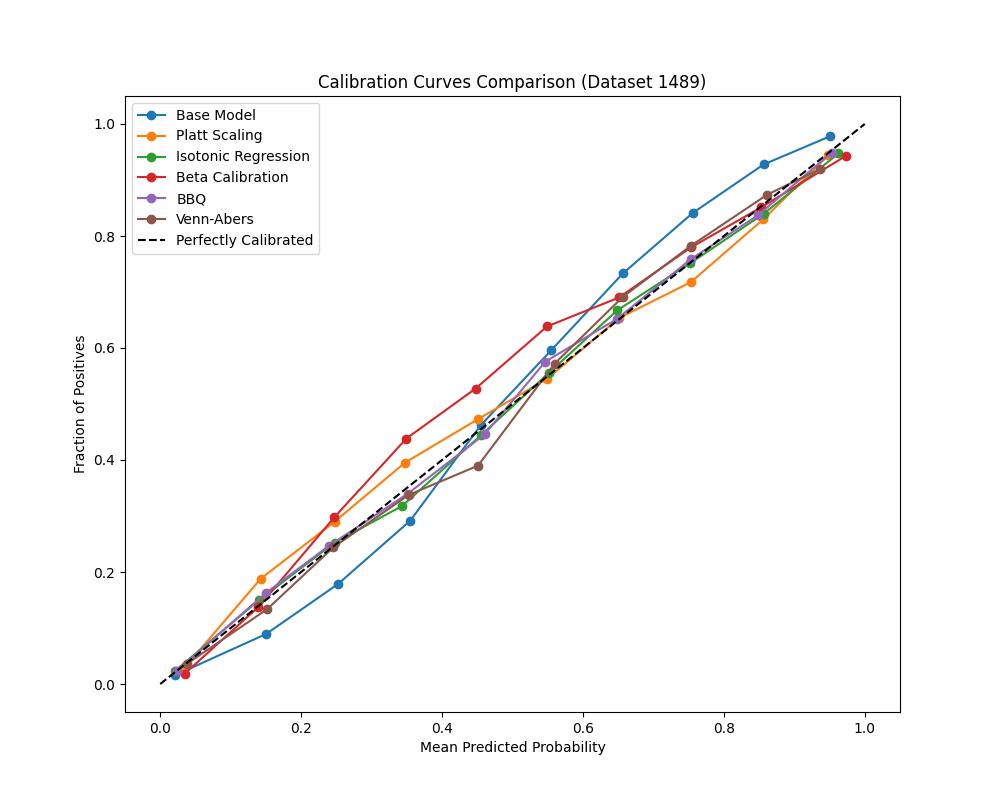 Calibration Curves Comparison (Dataset 1489)
Base Model
Platt Scaling
Isotonic Regression
Beta Calibration
BBQ
Venn-Abers
Perfectly Calibrated
1.0
0.8
0.6
0.4
0.2
0.0
Fraction of Positives
0.0 0.2 0.4 0.6 0.8 1.0
Mean Predicted Probability